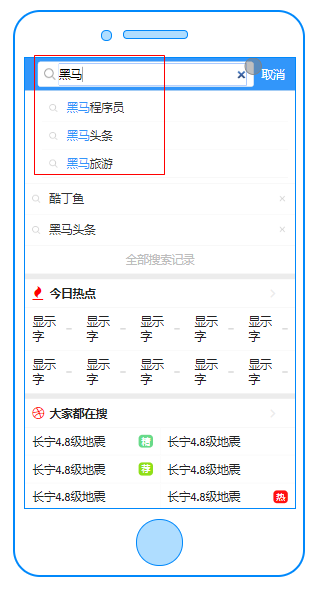 黑马 取消
黑马程序员
黑马头条
黑马旅游
酷丁鱼
黑马头条
全部搜索记录
今日热点
显示字 显示字 显示字 显示字 显示字
显示字 显示字 显示字 显示字 显示字
大家都在搜
长宁4.8级地震 长宁4.8级地震
长宁4.8级地震 荐 长宁4.8级地震
长宁4.8级地震 长宁4.8级地震 热